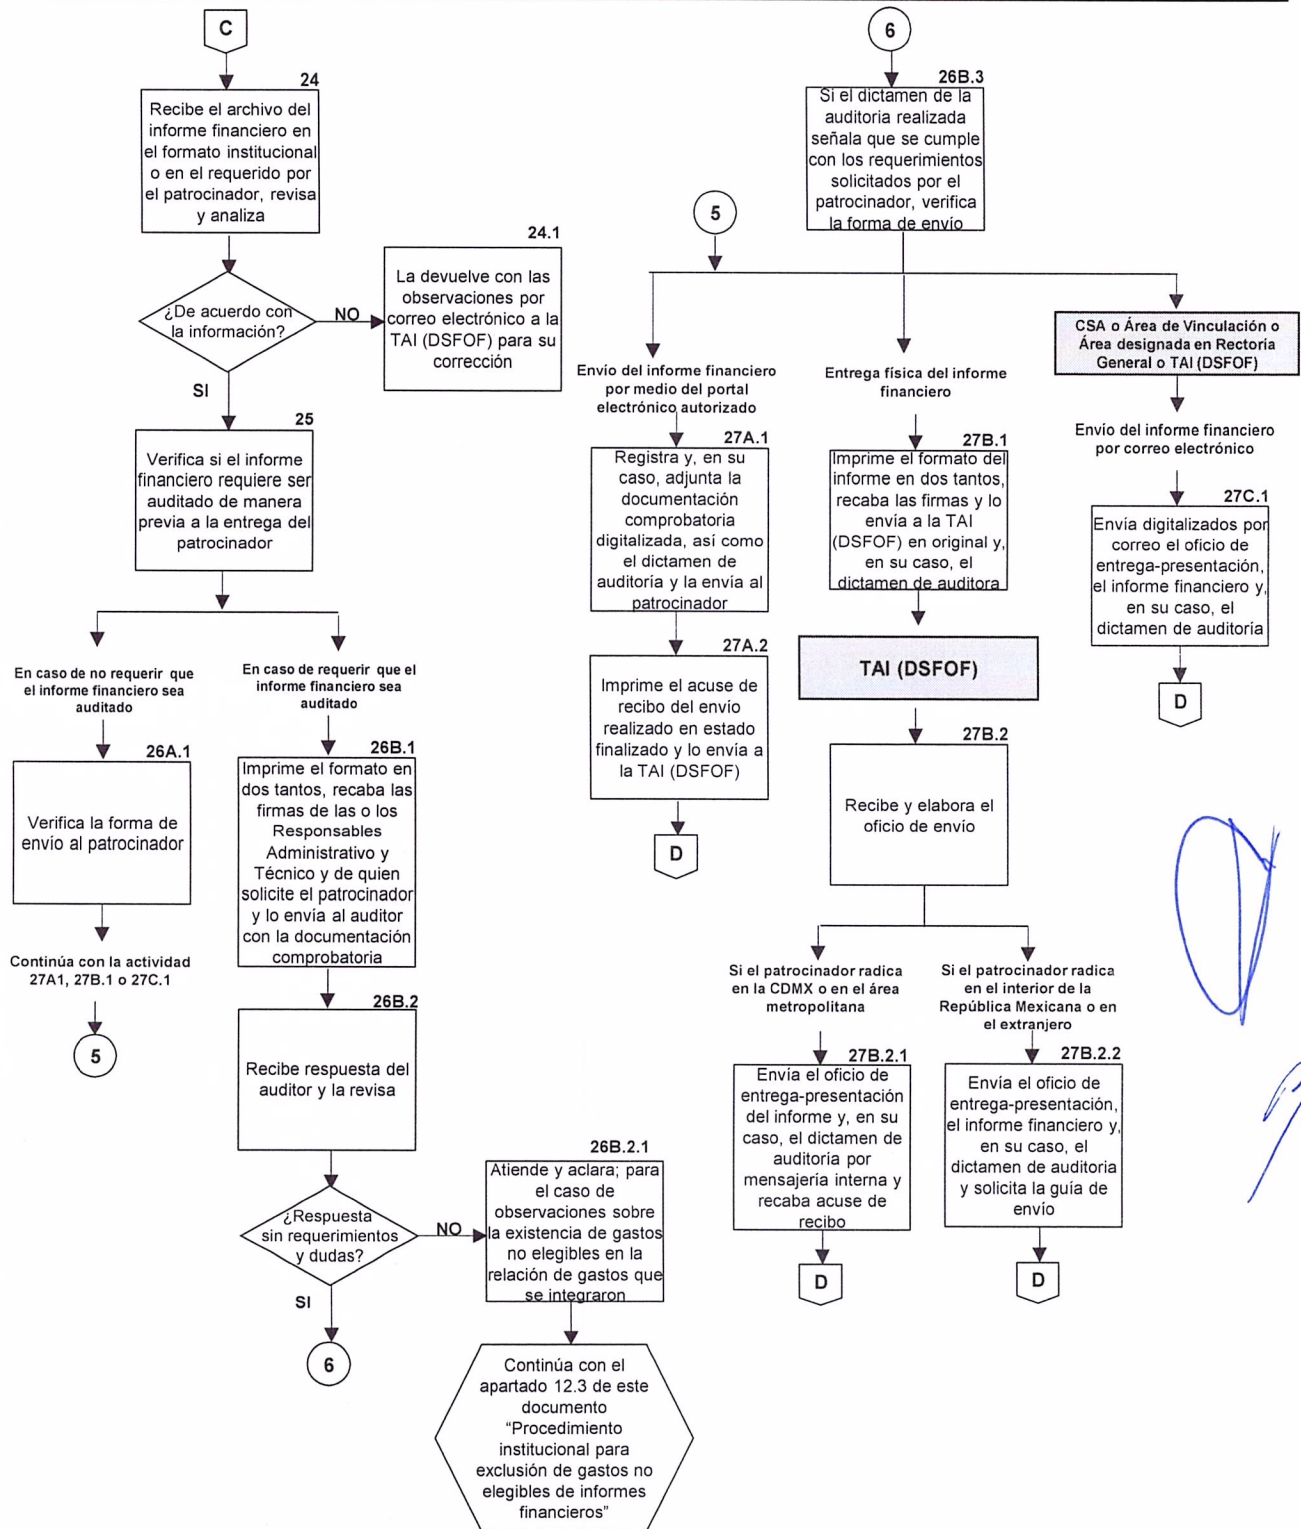 C
24
Recibe el archivo del
informe financiero en
el formato institucional
o en el requerido por
el patrocinador, revisa
y analiza
24.1
La devuelve con las
observaciones por
correo electrónico a la
TAI (DSFOF) para su
corrección
¿De acuerdo con
la información?
NO
SI
25
Verifica si el informe
financiero requiere ser
auditado de manera
previa a la entrega del
patrocinador
En caso de no requerir que
el informe financiero sea
auditado
En caso de requerir que el
informe financiero sea
auditado
26A.1
Verifica la forma de
envío al patrocinador
Continúa con la actividad
27A1, 27B.1 o 27C.1
5
26B.1
Imprime el formato en
dos tantos, recaba las
firmas de las o los
Responsables
Administrativo y
Técnico y de quien
solicite el patrocinador
y lo envía al auditor
con la documentación
comprobatoria
26B.2
Recibe respuesta del
auditor y la revisa
¿Respuesta
sin requerimientos
y dudas?
NO
SI
6
26B.2.1
Atiende y aclara; para
el caso de
observaciones sobre
la existencia de gastos
no elegibles en la
relación de gastos que
se integraron
Continúa con el
apartado 12.3 de este
documento
“Procedimiento
institucional para
exclusión de gastos no
elegibles de informes
financieros”
6
26B.3
Si el dictamen de la
auditoria realizada
señala que se cumple
con los requerimientos
solicitados por el
patrocinador, verifica
la forma de envío
5
Envío del informe financiero
por medio del portal
electrónico autorizado
27A.1
Registra y, en su
caso, adjunta la
documentación
comprobatoria
digitalizada, así como
el dictamen de
auditoría y la envía al
patrocinador
27A.2
Imprime el acuse de
recibo del envío
realizado en estado
finalizado y lo envía a
la TAI (DSFOF)
D
Entrega física del informe
financiero
27B.1
Imprime el formato del
informe en dos tantos,
recaba las firmas y lo
envía a la TAI
(DSFOF) en original y,
en su caso, el
dictamen de auditora
TAI (DSFOF)
27B.2
Recibe y elabora el
oficio de envío
Si el patrocinador radica
en la CDMX o en el área
metropolitana
27B.2.1
Envía el oficio de
entrega-presentación
del informe y, en su
caso, el dictamen de
auditoría por
mensajería interna y
recaba acuse de
recibo
D
Si el patrocinador radica
en el interior de la
República Mexicana o en
el extranjero
27B.2.2
Envía el oficio de
entrega-presentación,
el informe financiero y,
en su caso, el
dictamen de auditoria
y solicita la guía de
envío
D
CSA o Área de Vinculación o
Área designada en Rectoría
General o TAI (DSFOF)
Envío del informe financiero
por correo electrónico
27C.1
Envía digitalizados por
correo el oficio de
entrega-presentación,
el informe financiero y,
en su caso, el
dictamen de auditoría
D